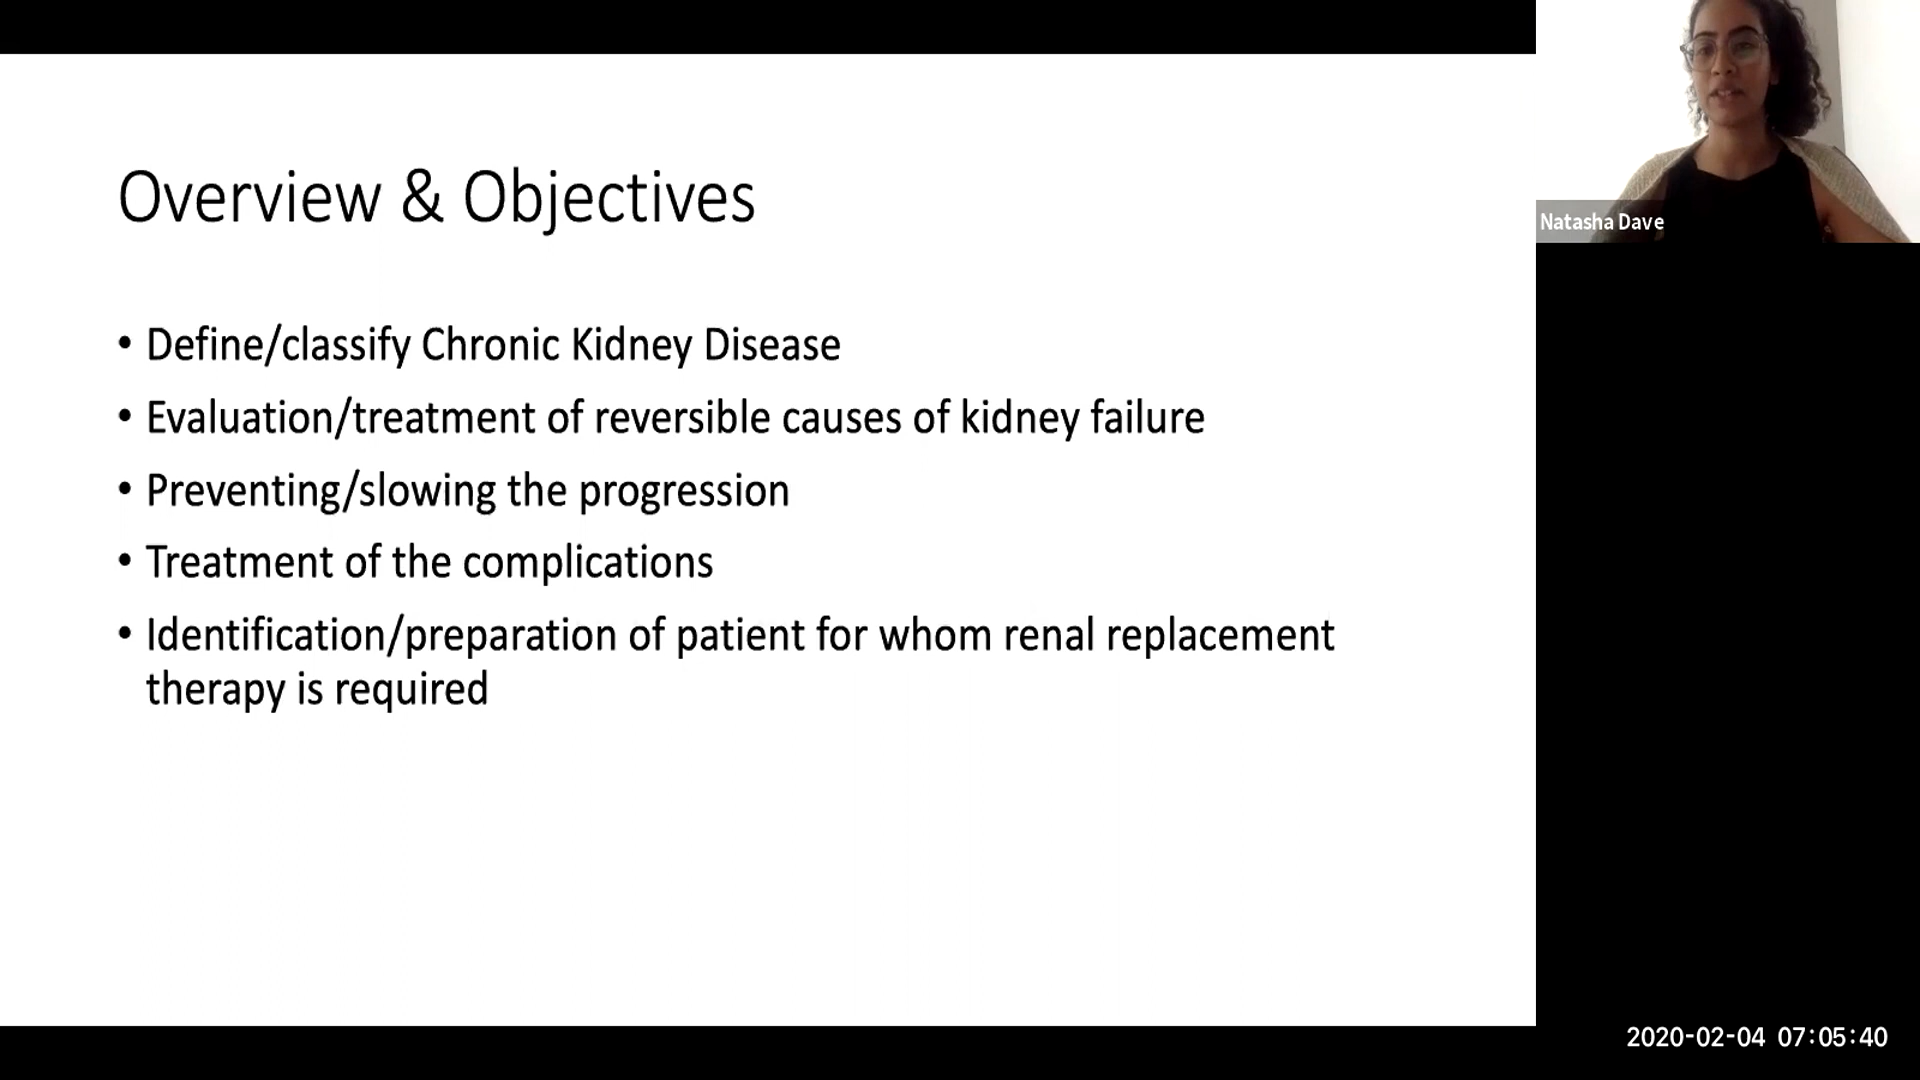 Overview & Objectives
• Define/classify Chronic Kidney Disease
• Evaluation/treatment of reversible causes of kidney failure
• Preventing/slowing the progression
• Treatment of the complications
• Identification/preparation of patient for whom renal replacement
therapy is required
Natasha Dave
2020-02-04 07:05:40